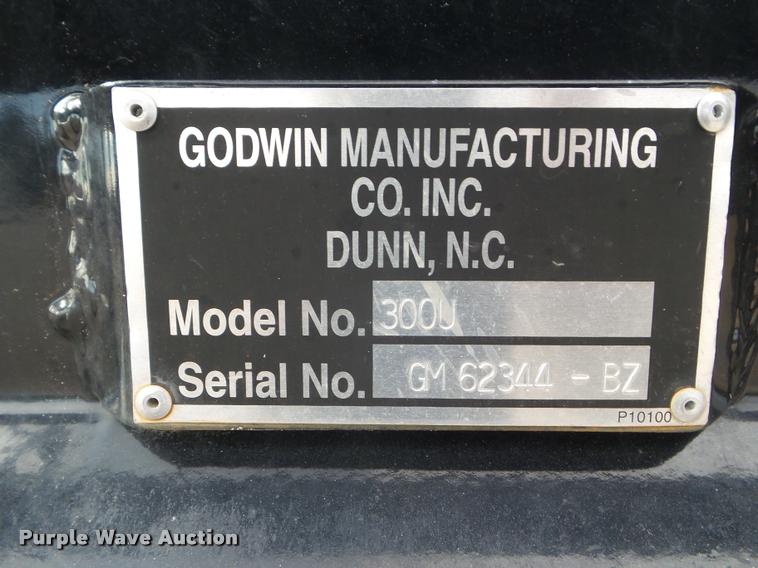 GODWIN MANUFACTURING
CO. INC.
DUNN, N.C.
Model No. 300U
Serial No. GM 62344 - BZ
P10100
Purple Wave Auction